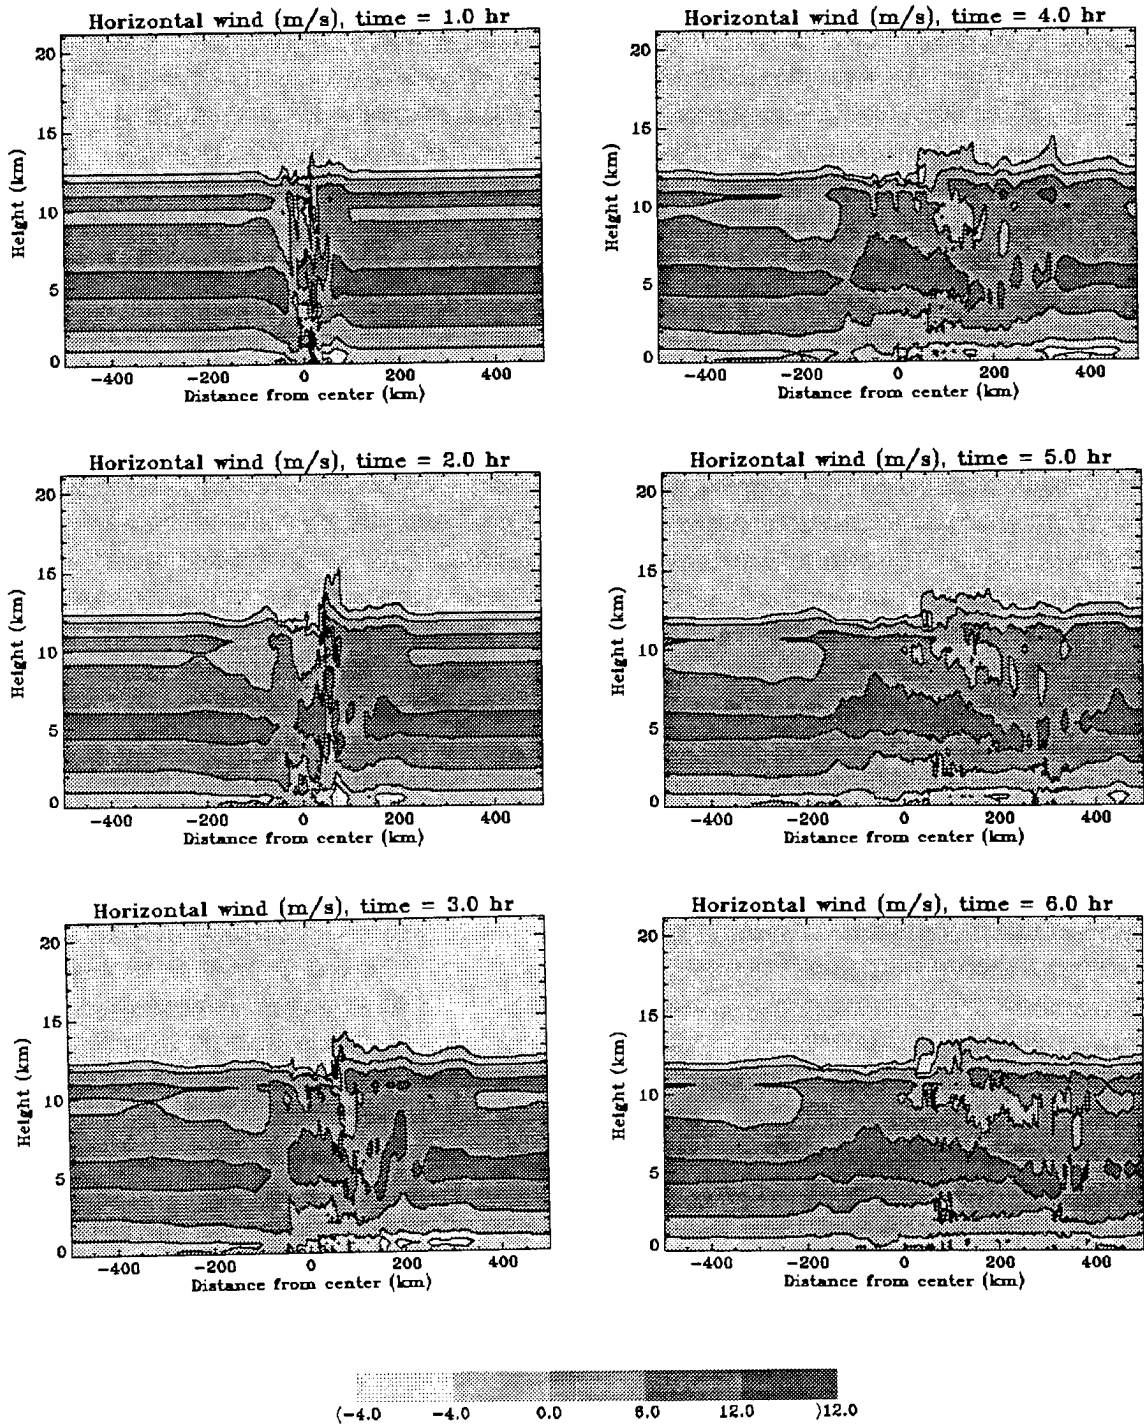 Horizontal wind (m/s), time = 1.0 hr
20
15
10
5
0
Height (km)
−400 −200 0 200 400
Distance from center (km)
Horizontal wind (m/s), time = 4.0 hr
20
15
10
5
0
Height (km)
−400 −200 0 200 400
Distance from center (km)
Horizontal wind (m/s), time = 2.0 hr
20
15
10
5
0
Height (km)
−400 −200 0 200 400
Distance from center (km)
Horizontal wind (m/s), time = 5.0 hr
20
15
10
5
0
Height (km)
−400 −200 0 200 400
Distance from center (km)
Horizontal wind (m/s), time = 3.0 hr
20
15
10
5
0
Height (km)
−400 −200 0 200 400
Distance from center (km)
Horizontal wind (m/s), time = 6.0 hr
20
15
10
5
0
Height (km)
−400 −200 0 200 400
Distance from center (km)
⟨−4.0 −4.0 0.0 6.0 12.0 ⟩12.0